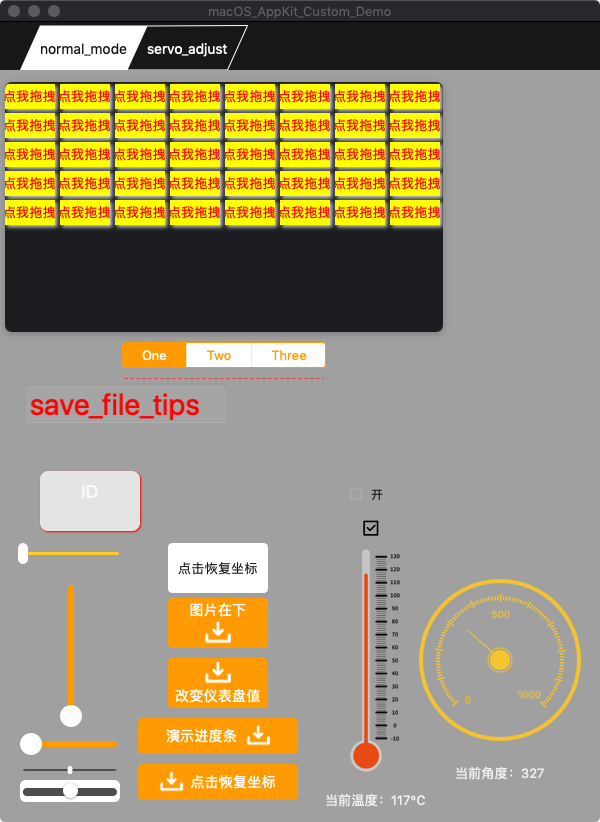 macOS_AppKit_Custom_Demo
normal_mode servo_adjust
点我拖拽 点我拖拽 点我拖拽 点我拖拽 点我拖拽 点我拖拽 点我拖拽 点我拖拽
点我拖拽 点我拖拽 点我拖拽 点我拖拽 点我拖拽 点我拖拽 点我拖拽 点我拖拽
点我拖拽 点我拖拽 点我拖拽 点我拖拽 点我拖拽 点我拖拽 点我拖拽 点我拖拽
点我拖拽 点我拖拽 点我拖拽 点我拖拽 点我拖拽 点我拖拽 点我拖拽 点我拖拽
点我拖拽 点我拖拽 点我拖拽 点我拖拽 点我拖拽 点我拖拽 点我拖拽 点我拖拽
One Two Three
save_file_tips
ID
开
点击恢复坐标
图片在下
改变仪表盘值
演示进度条
点击恢复坐标
130
120
110
100
90
80
70
60
50
40
30
20
10
0
-10
500
0 1000
当前角度：327
当前温度：117°C